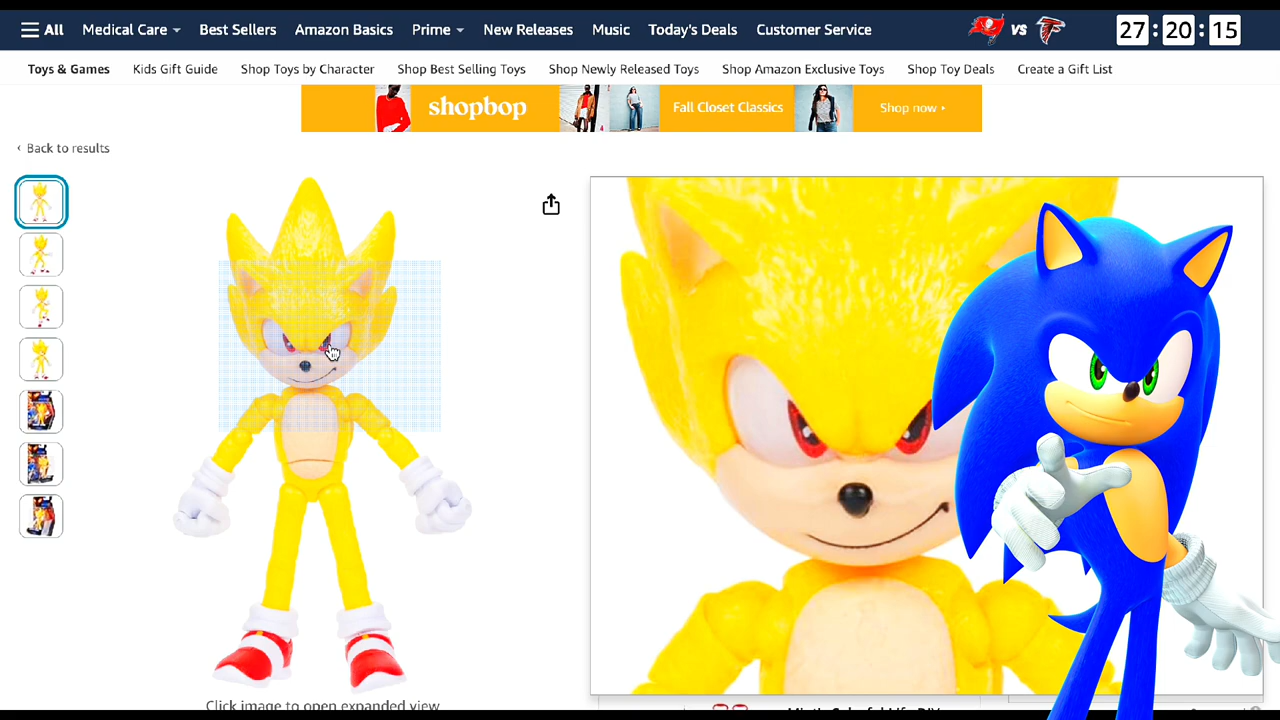 All Medical Care Best Sellers Amazon Basics Prime New Releases Music Today's Deals Customer Service vs 27:20:15
Toys & Games Kids Gift Guide Shop Toys by Character Shop Best Selling Toys Shop Newly Released Toys Shop Amazon Exclusive Toys Shop Toy Deals Create a Gift List
shopbop Fall Closet Classics Shop now
Back to results
Click image to open expanded view